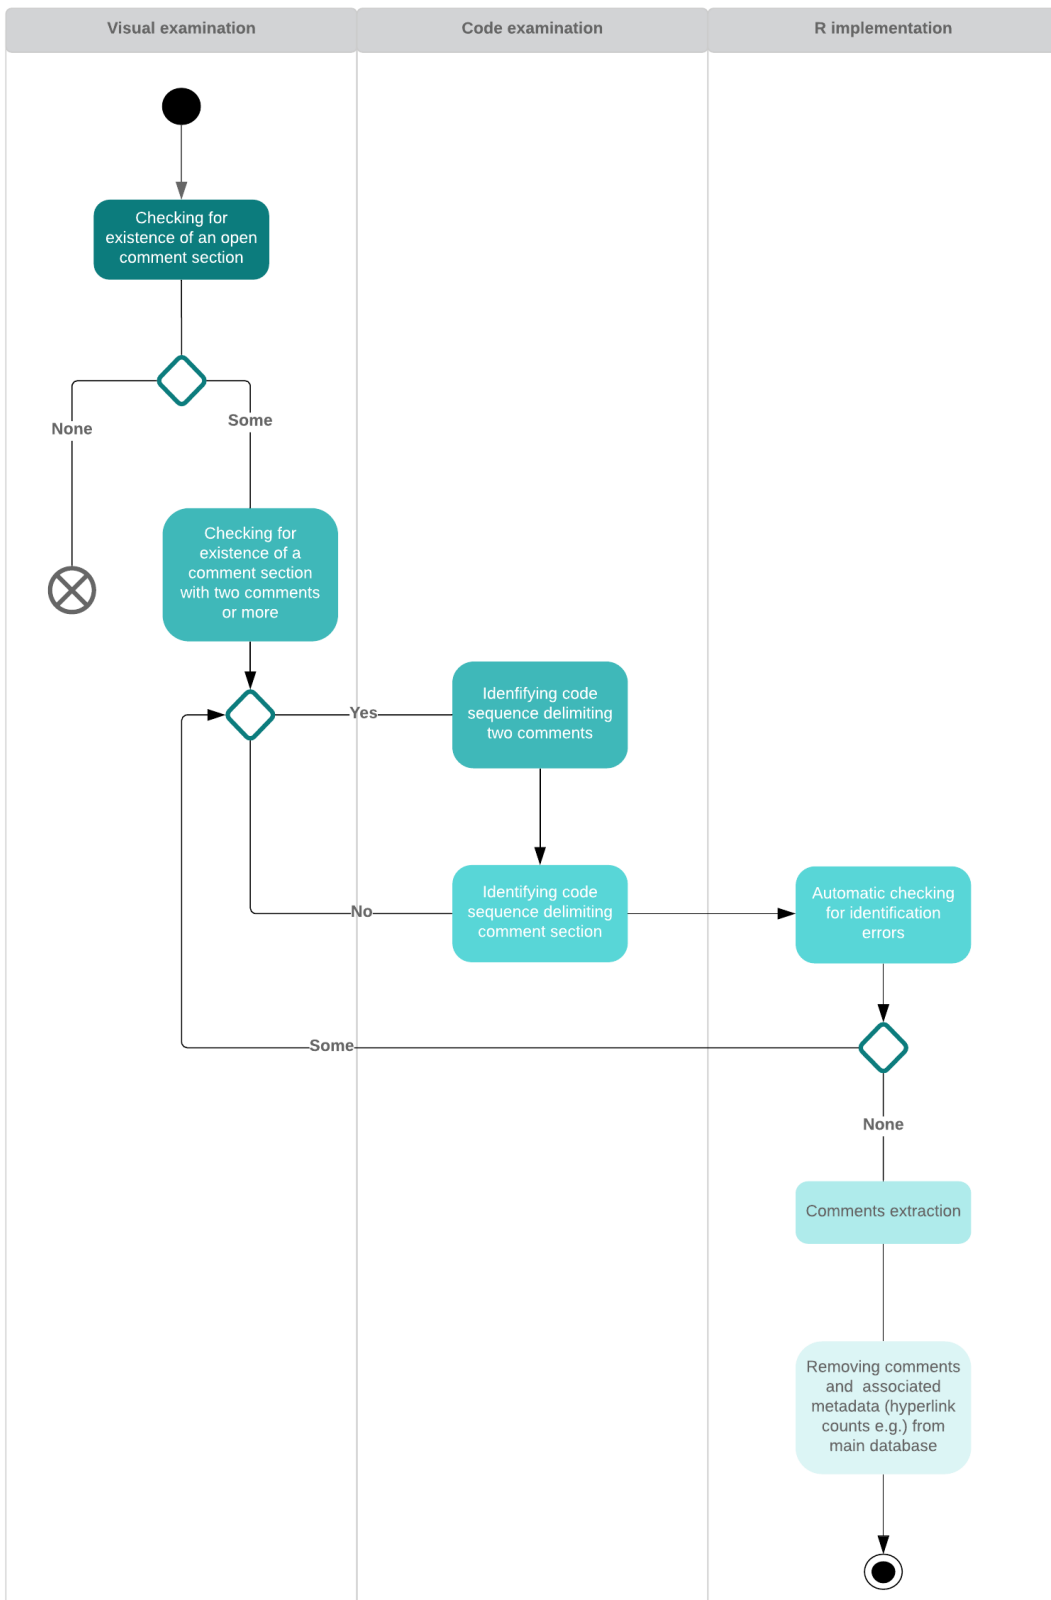 Visual examination
Code examination
R implementation
Checking for
existence of an open
comment section
None
Some
Checking for
existence of a
comment section
with two comments
or more
Yes
Idenfifying code
sequence delimiting
two comments
No
Identifying code
sequence delimiting
comment section
Automatic checking
for identification
errors
Some
None
Comments extraction
Removing comments
and  associated
metadata (hyperlink
counts e.g.) from
main database